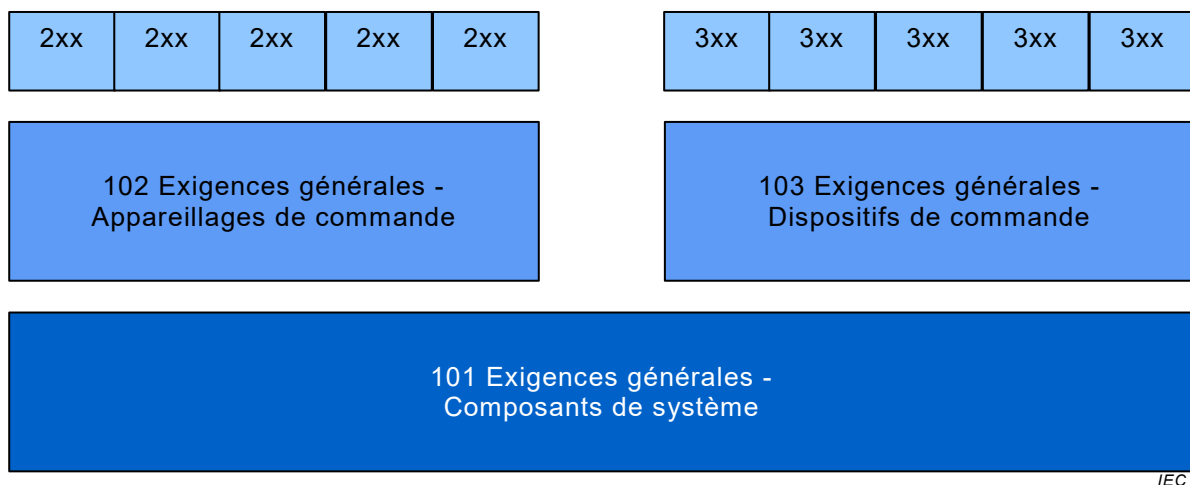 2xx 2xx 2xx 2xx 2xx 3xx 3xx 3xx 3xx 3xx
102 Exigences générales -
Appareillages de commande
103 Exigences générales -
Dispositifs de commande
101 Exigences générales -
Composants de système
IEC